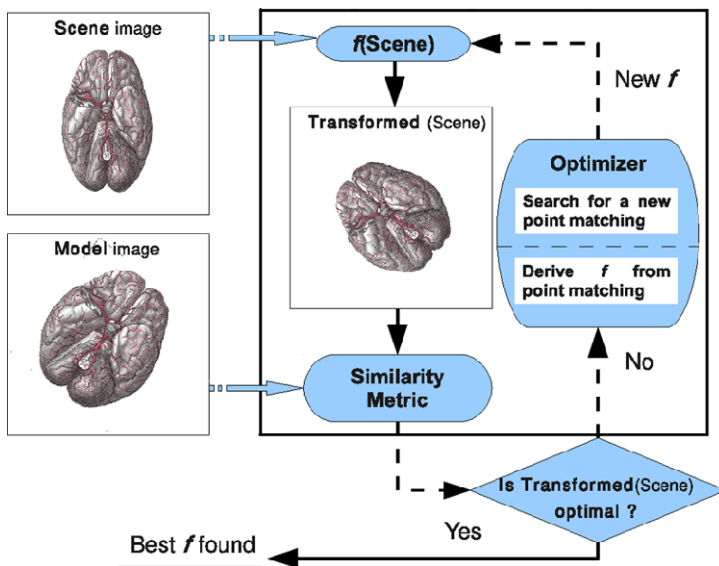 Scene image
f(Scene)
New f
Transformed (Scene)
Optimizer
Search for a new
point matching
Derive f from
point matching
Model image
No
Similarity
Metric
Is Transformed(Scene)
optimal ?
Yes
Best f found